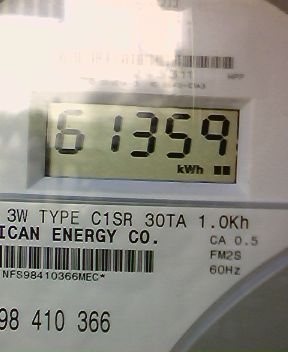 61359
kWh
3W TYPE C1SR 30TA 1.0Kh
ICAN ENERGY CO.
CA 0.5
FM2S
60Hz
NFS98410366MEC*
98 410 366